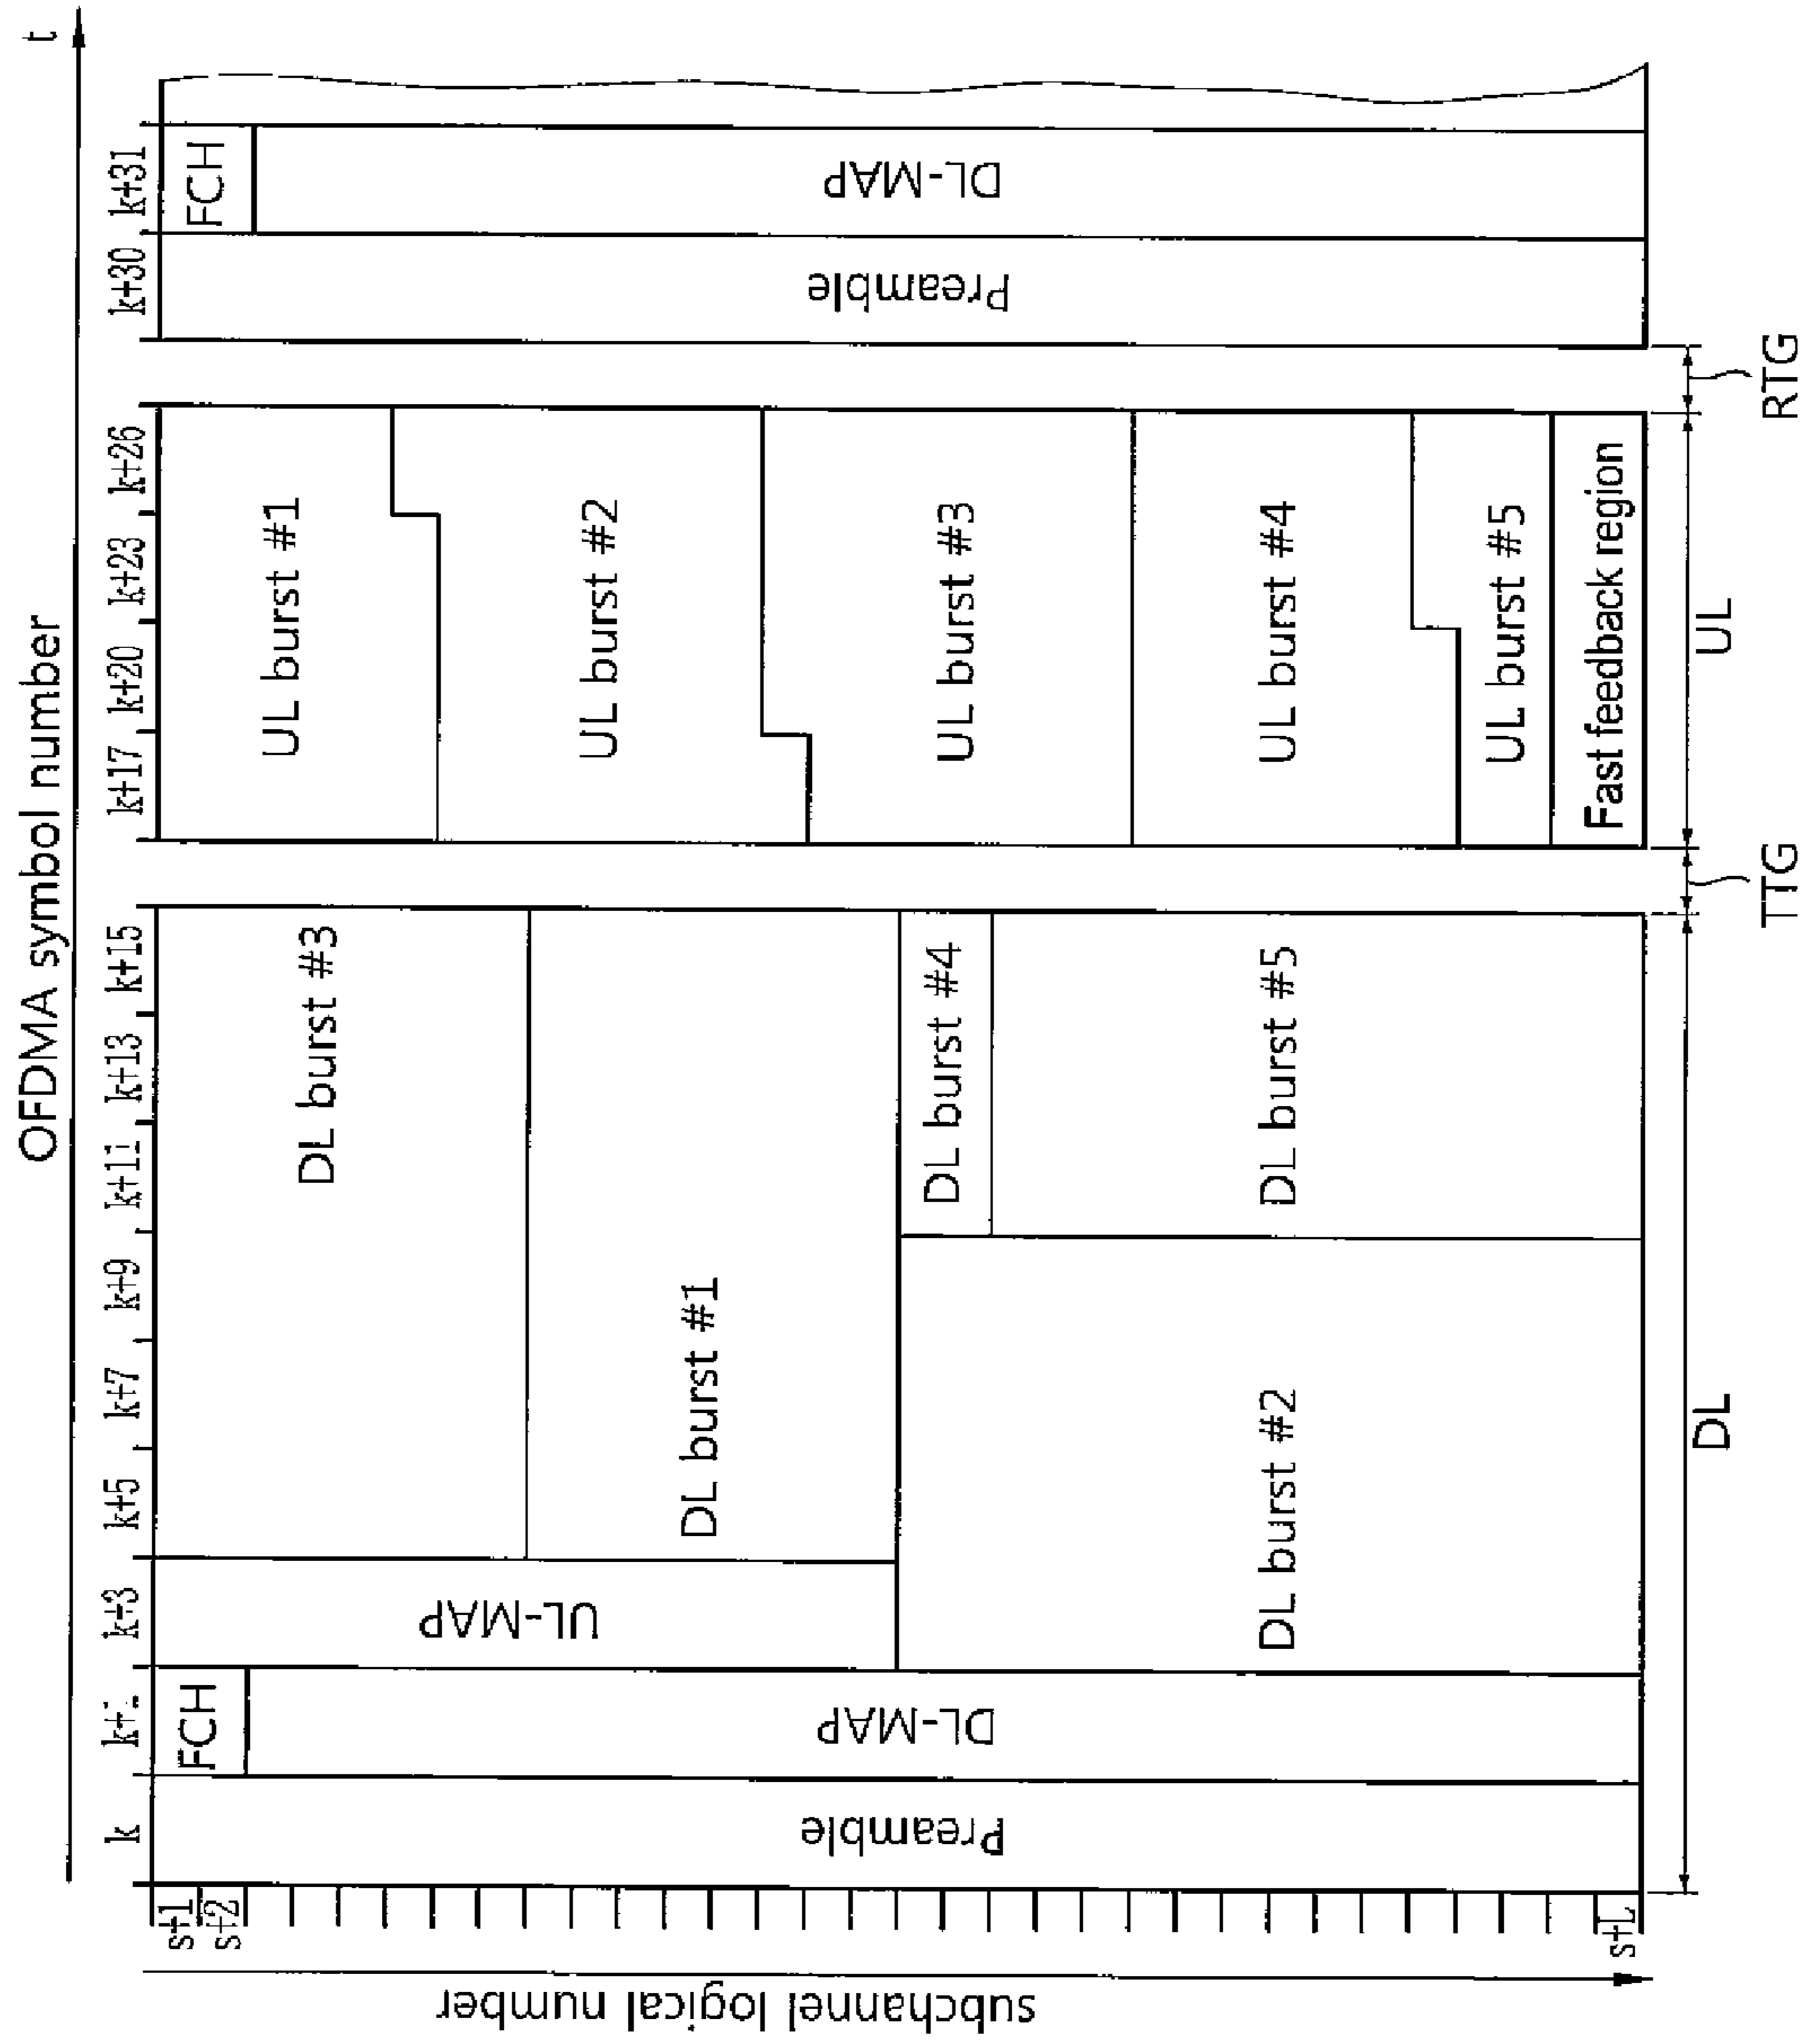 OFDMA symbol number
t
k
k+3
k+5
k+7
k+9
k+11
k+13
k+15
k+17
k+20
k+23
k+26
k+30
k+31
subchannel logical number
s+1
s+2
s+L
Preamble
FCH
DL-MAP
UL-MAP
DL burst #3
DL burst #1
DL burst #2
DL burst #4
DL burst #5
UL burst #1
UL burst #2
UL burst #3
UL burst #4
UL burst #5
Fast feedback region
Preamble
FCH
DL-MAP
DL
TTG
UL
RTG